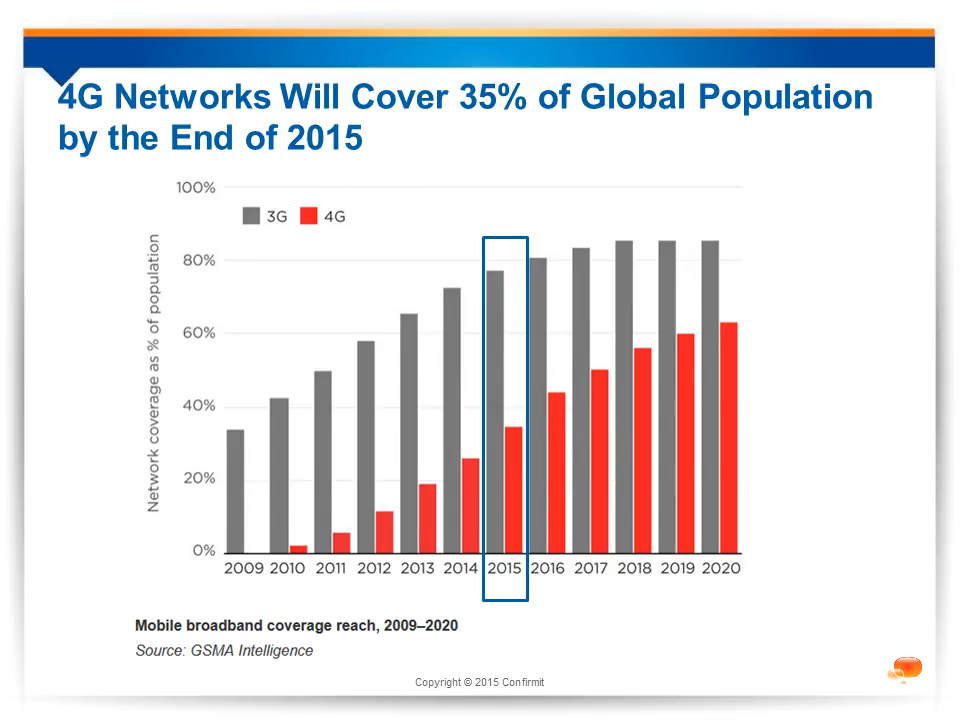 4G Networks Will Cover 35% of Global Population
by the End of 2015
100%
3G 4G
80%
60%
40%
20%
0%
Network coverage as % of population
2009 2010 2011 2012 2013 2014 2015 2016 2017 2018 2019 2020
Mobile broadband coverage reach, 2009–2020
Source: GSMA Intelligence
Copyright © 2015 Confirmit